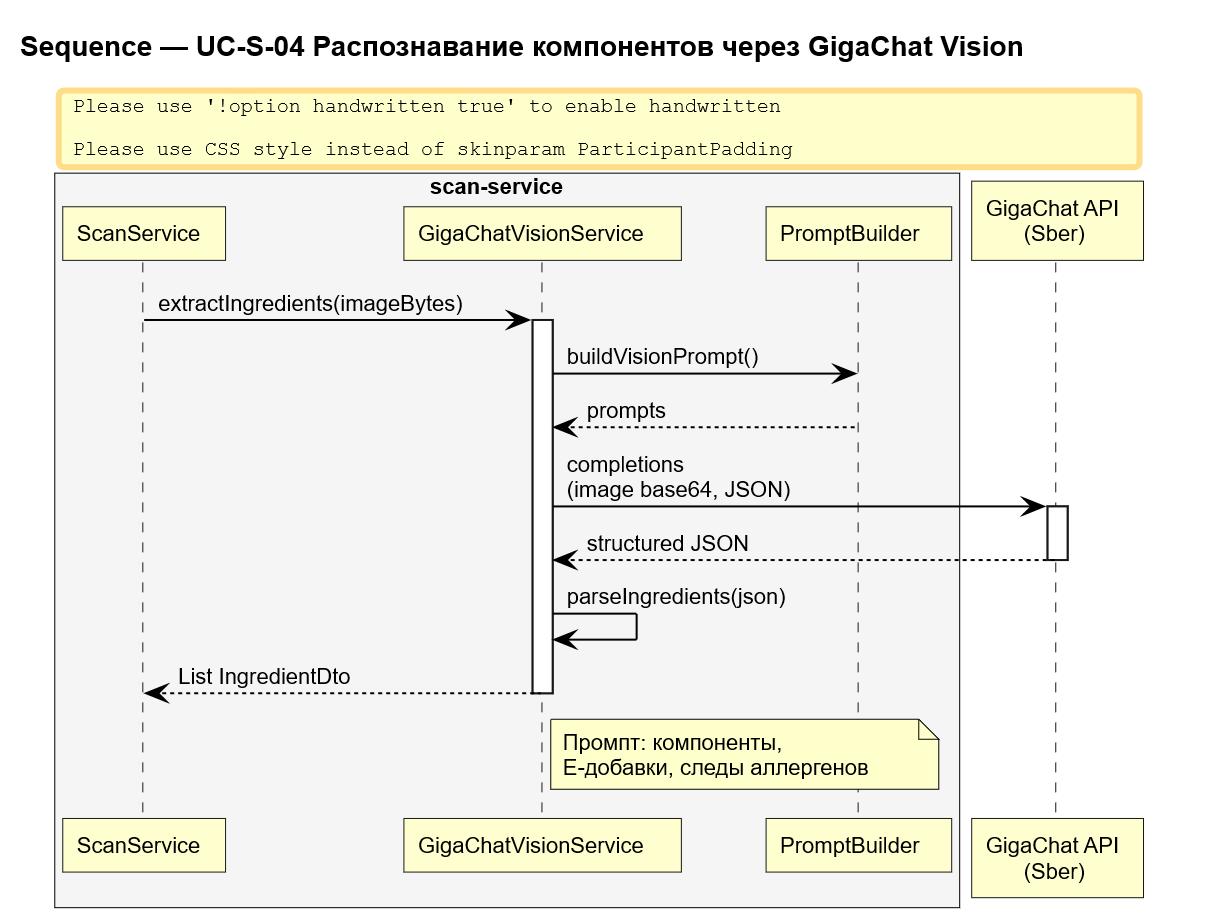 Sequence — UC-S-04 Распознавание компонентов через GigaChat Vision
Please use '!option handwritten true' to enable handwritten
Please use CSS style instead of skinparam ParticipantPadding
scan-service
ScanService
GigaChatVisionService
PromptBuilder
GigaChat API
(Sber)
extractIngredients(imageBytes)
buildVisionPrompt()
prompts
completions
(image base64, JSON)
structured JSON
parseIngredients(json)
List IngredientDto
Промпт: компоненты,
Е-добавки, следы аллергенов
ScanService
GigaChatVisionService
PromptBuilder
GigaChat API
(Sber)